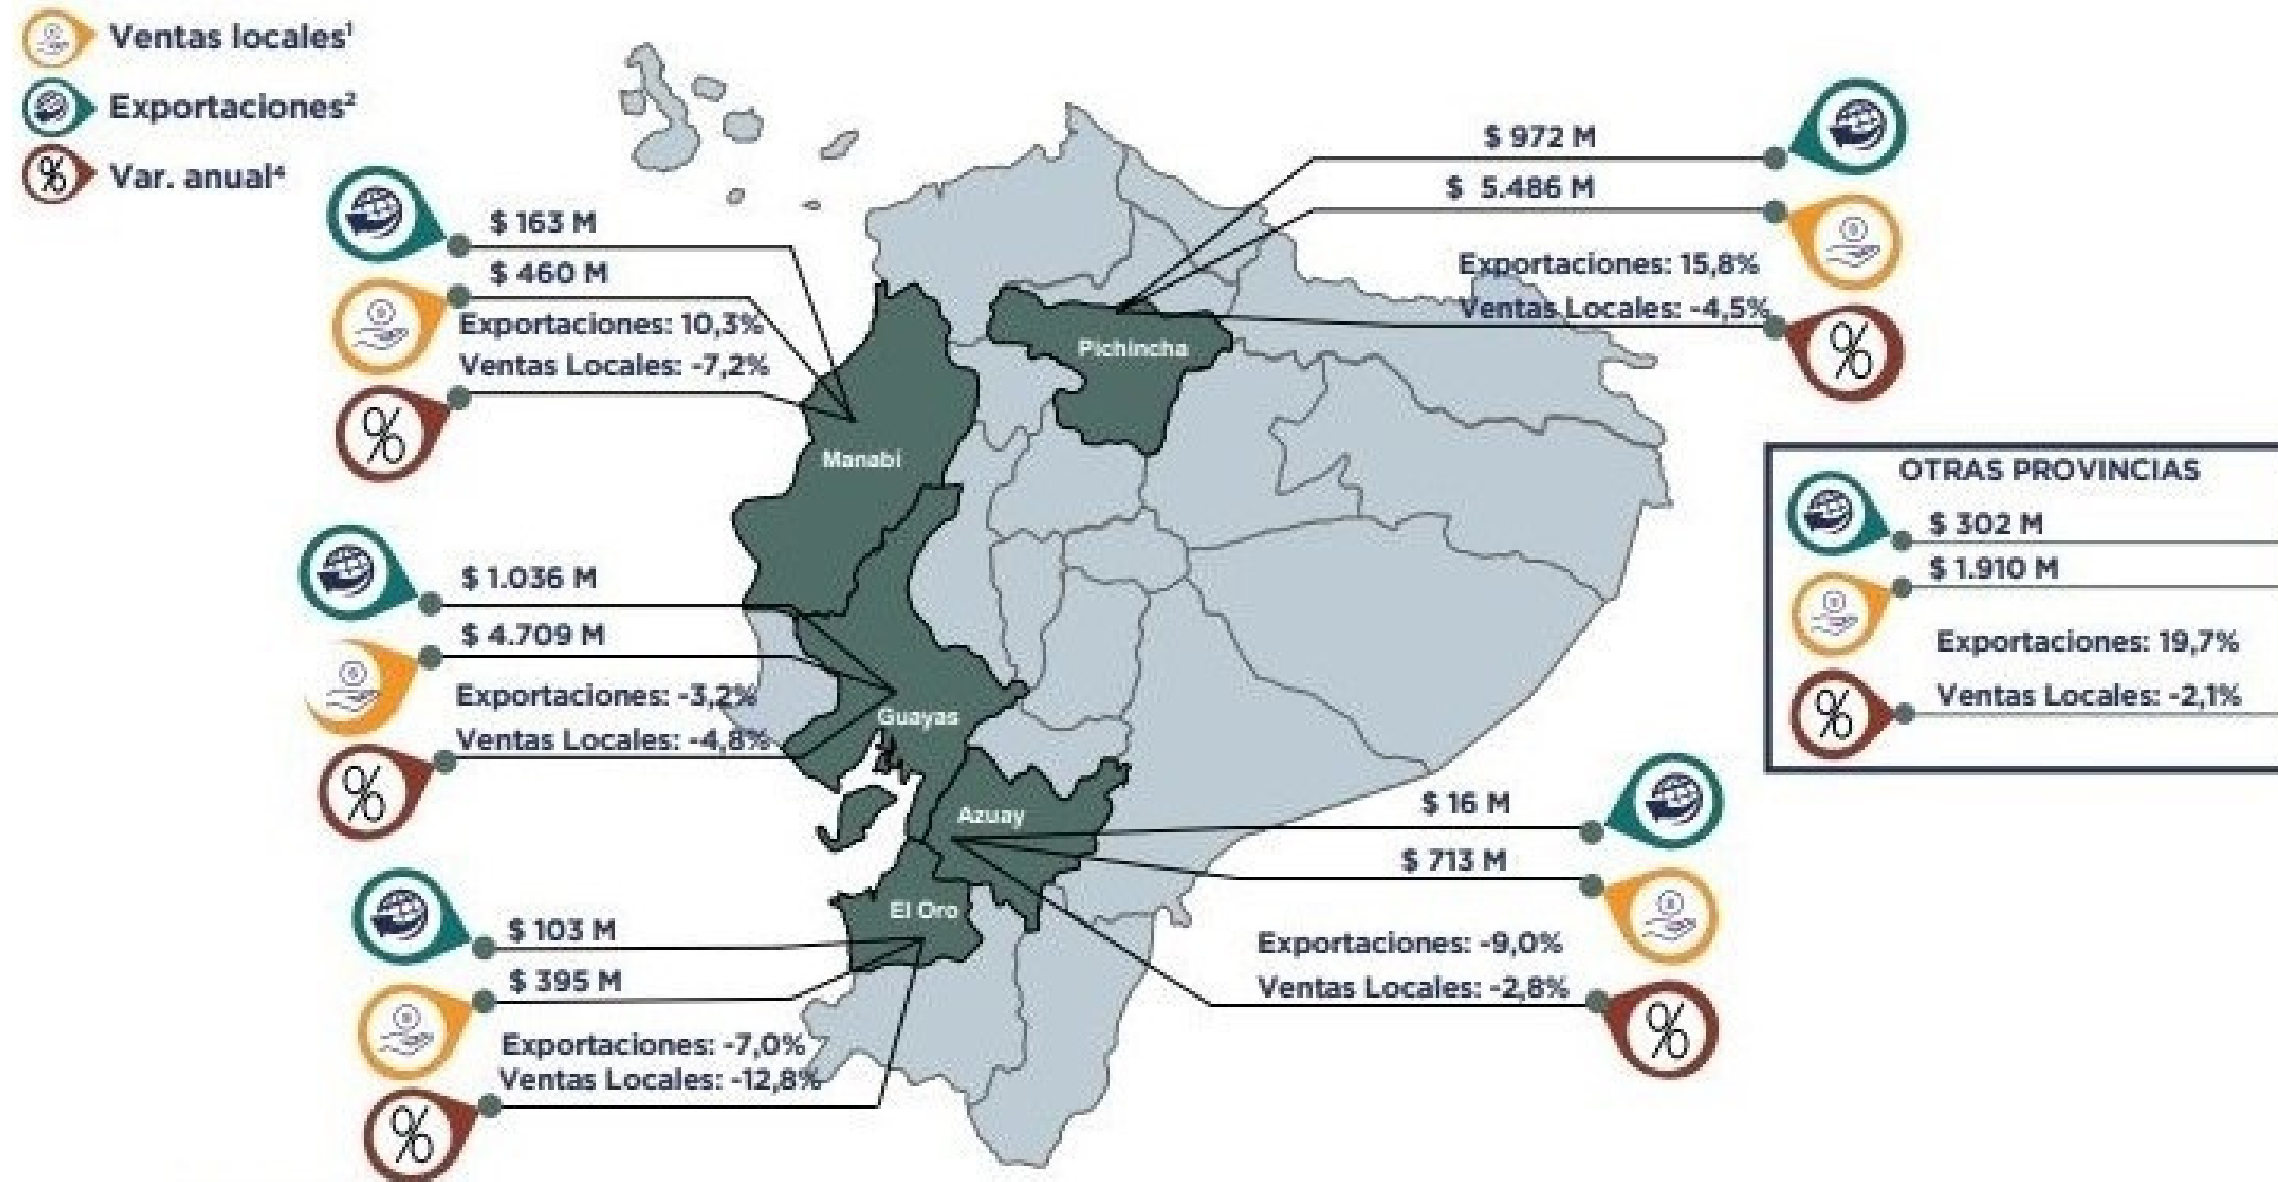 Ventas locales¹
Exportaciones²
Var. anual⁴
$ 163 M
$ 460 M
Exportaciones: 10,3%
Ventas Locales: -7,2%
$ 972 M
$ 5.486 M
Exportaciones: 15,8%
Ventas Locales: -4,5%
Pichincha
Manabí
OTRAS PROVINCIAS
$ 302 M
$ 1.910 M
Exportaciones: 19,7%
Ventas Locales: -2,1%
$ 1.036 M
$ 4.709 M
Exportaciones: -3,2%
Ventas Locales: -4,8%
Guayas
Azuay
$ 16 M
$ 713 M
Exportaciones: -9,0%
Ventas Locales: -2,8%
El Oro
$ 103 M
$ 395 M
Exportaciones: -7,0%
Ventas Locales: -12,8%